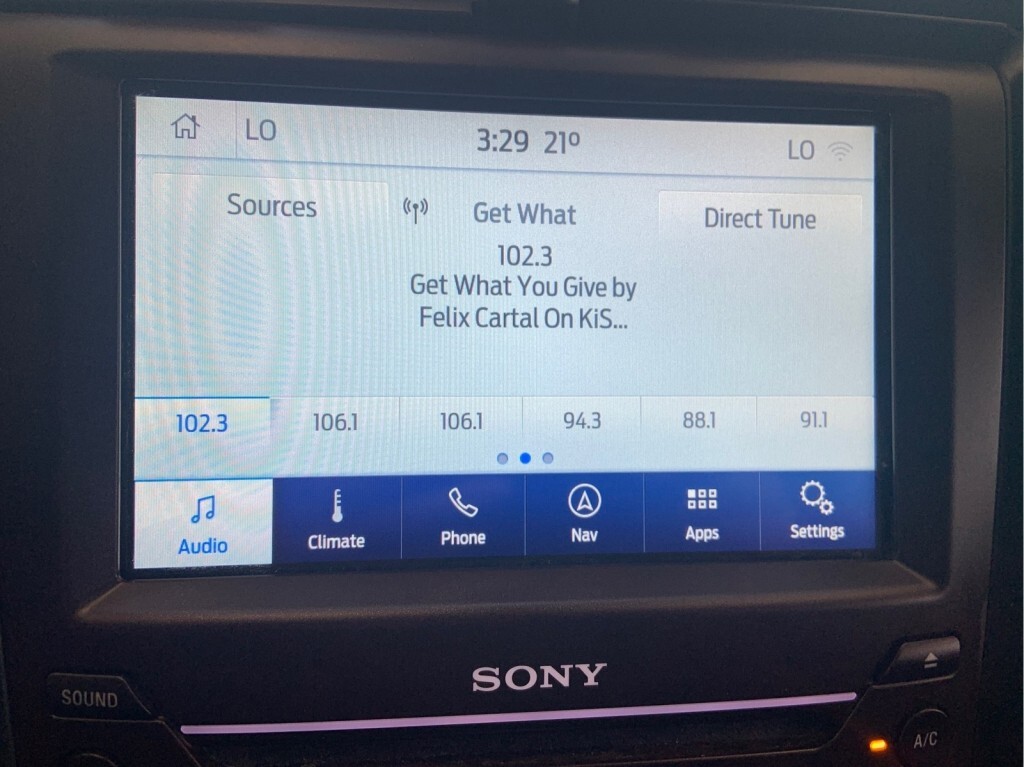 LO 3:29 21º LO
Sources Get What Direct Tune
102.3
Get What You Give by
Felix Cartal On KiS...
102.3 106.1 106.1 94.3 88.1 91.1
Audio Climate Phone Nav Apps Settings
SONY
SOUND
A/C